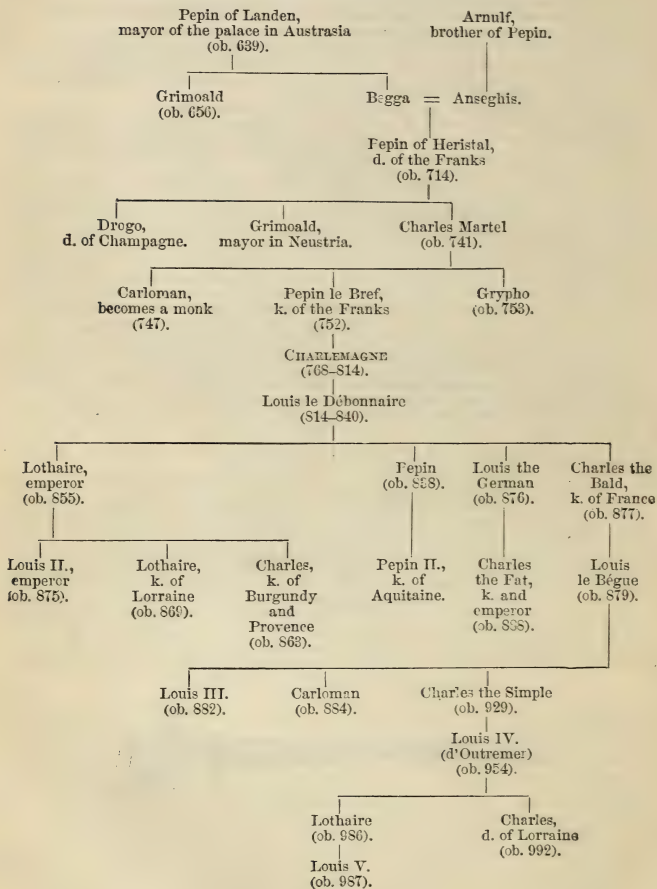 Pepin of Landen,
mayor of the palace in Austrasia
(ob. 639).
Arnulf,
brother of Pepin.
Grimoald
(ob. 656).
Begga = Anseghis.
Pepin of Heristal,
d. of the Franks
(ob. 714).
Drogo,
d. of Champagne.
Grimoald,
mayor in Neustria.
Charles Martel
(ob. 741).
Carloman,
becomes a monk
(747).
Pepin le Bref,
k. of the Franks
(752).
Grypho
(ob. 753).
CHARLEMAGNE
(768–814).
Louis le Débonnaire
(814–840).
Lothaire,
emperor
(ob. 855).
Pepin
(ob. 838).
Louis the
German
(ob. 876).
Charles the
Bald,
k. of France
(ob. 877).
Louis II.,
emperor
(ob. 875).
Lothaire,
k. of
Lorraine
(ob. 869).
Charles,
k. of
Burgundy
and
Provence
(ob. 863).
Pepin II.,
k. of
Aquitaine.
Charles
the Fat,
k. and
emperor
(ob. 888).
Louis
le Bégue
(ob. 879).
Louis III.
(ob. 882).
Carloman
(ob. 884).
Charles the Simple
(ob. 929).
Louis IV.
(d'Outremer)
(ob. 954).
Lothaire
(ob. 986).
Charles,
d. of Lorraine
(ob. 992).
Louis V.
(ob. 987).